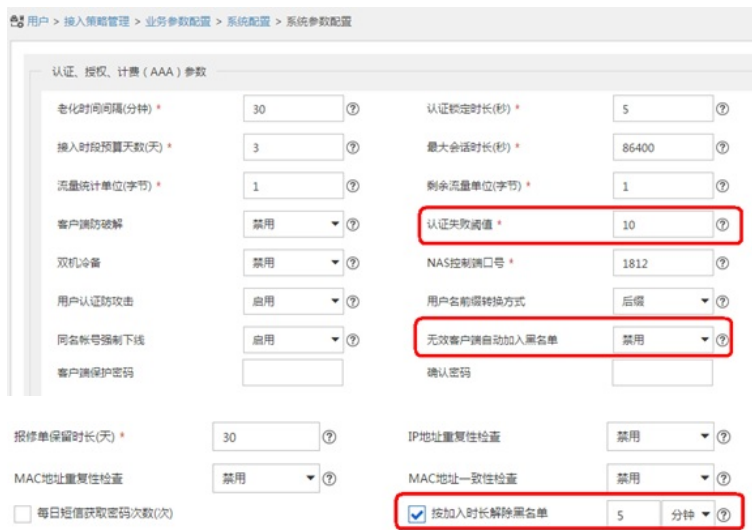 用户 > 接入策略管理 > 业务参数配置 > 系统配置 > 系统参数配置
认证、授权、计费（AAA）参数
老化时间间隔(分钟) * 30 认证锁定时长(秒) * 5
接入时段预算天数(天) * 3 最大会话时长(秒) * 86400
流量统计单位(字节) * 1 剩余流量单位(字节) * 1
客户端防破解 禁用 认证失败阈值 * 10
双机冷备 禁用 NAS控制端口号 * 1812
用户认证防攻击 启用 用户名前缀转换方式 后缀
同名帐号强制下线 启用 无效客户端自动加入黑名单 禁用
客户端保护密码 确认密码
报修单保留时长(天) * 30 IP地址重复性检查 禁用
MAC地址重复性检查 禁用 MAC地址一致性检查 禁用
每日短信获取密码次数(次) 按加入时长解除黑名单 5 分钟